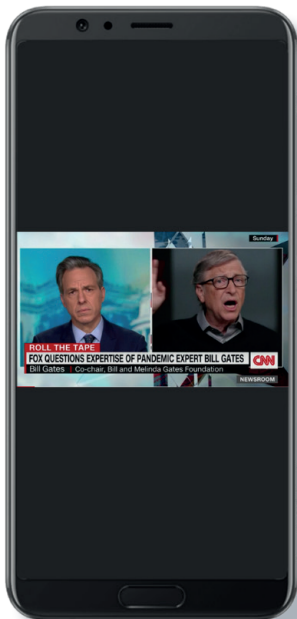 Sunday
ROLL THE TAPE
FOX QUESTIONS EXPERTISE OF PANDEMIC EXPERT BILL GATES
CNN
Bill Gates | Co-chair, Bill and Melinda Gates Foundation
NEWSROOM